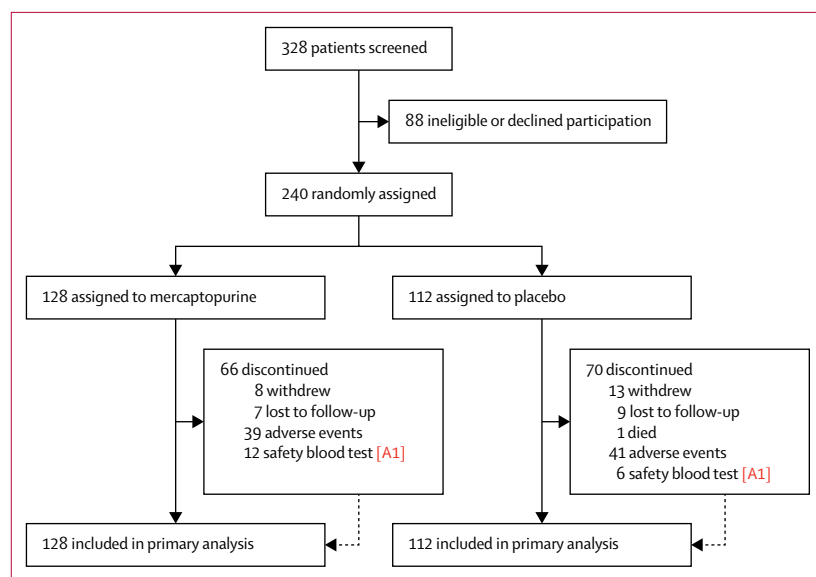 328 patients screened
88 ineligible or declined participation
240 randomly assigned
128 assigned to mercaptopurine
112 assigned to placebo
66 discontinued
8 withdrew
7 lost to follow-up
39 adverse events
12 safety blood test [A1]
70 discontinued
13 withdrew
9 lost to follow-up
1 died
41 adverse events
6 safety blood test [A1]
128 included in primary analysis
112 included in primary analysis